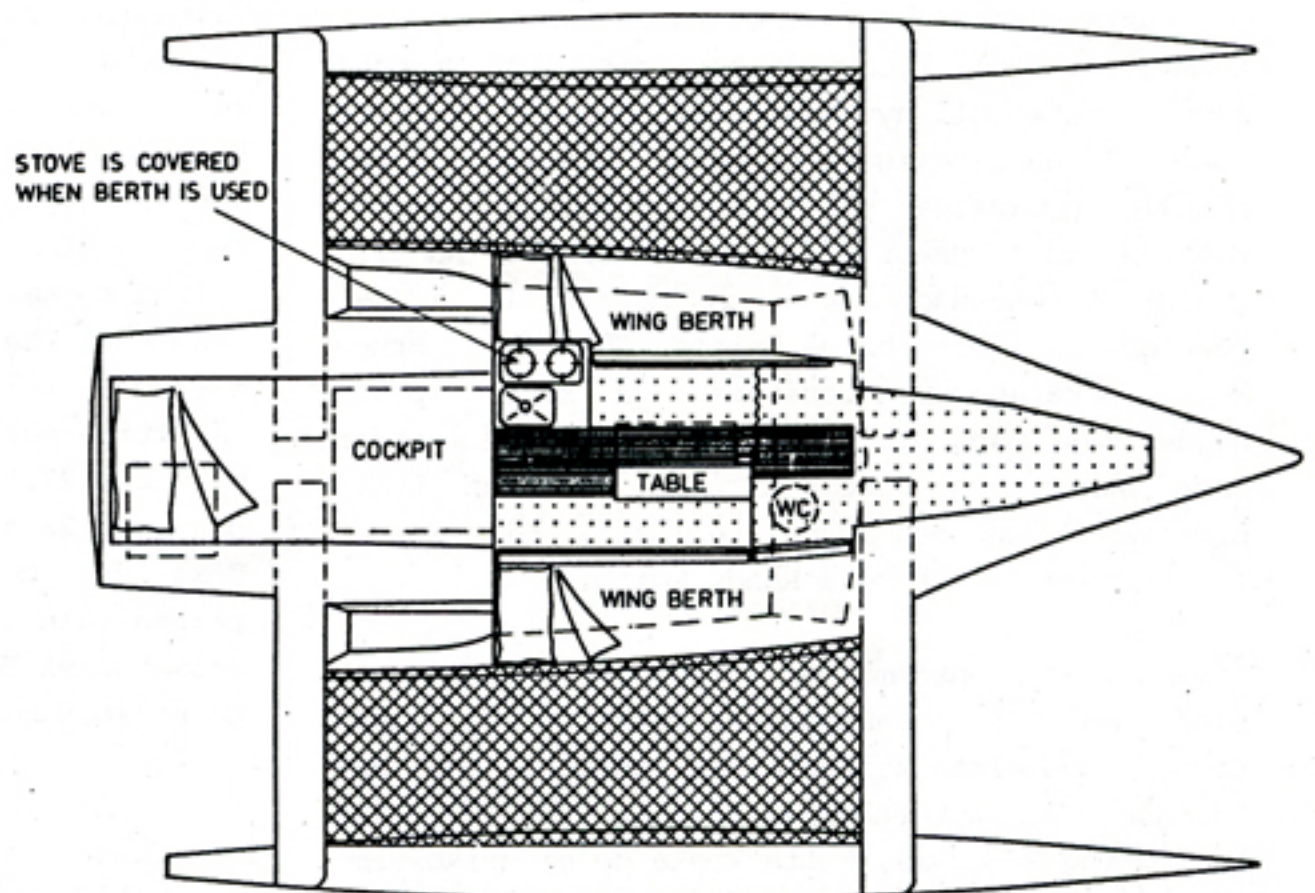 STOVE IS COVERED
WHEN BERTH IS USED
WING BERTH
COCKPIT
TABLE
WC
WING BERTH